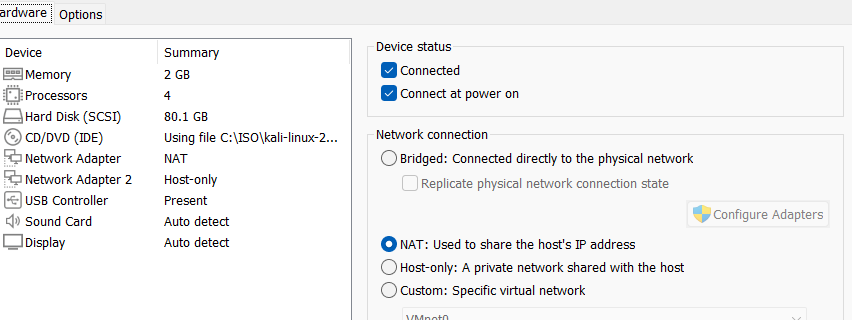 ardware Options
Device Summary
Memory 2 GB
Processors 4
Hard Disk (SCSI) 80.1 GB
CD/DVD (IDE) Using file C:\ISO\kali-linux-2...
Network Adapter NAT
Network Adapter 2 Host-only
USB Controller Present
Sound Card Auto detect
Display Auto detect
Device status
Connected
Connect at power on
Network connection
Bridged: Connected directly to the physical network
Replicate physical network connection state
Configure Adapters
NAT: Used to share the host's IP address
Host-only: A private network shared with the host
Custom: Specific virtual network
VMnet0